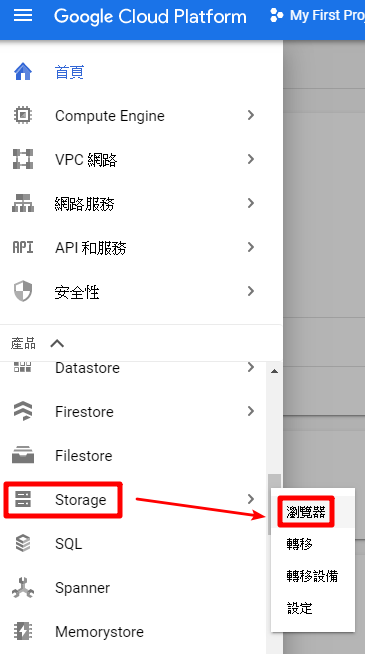 Google Cloud Platform
My First Pro
首頁
Compute Engine
VPC 網路
網路服務
API
API 和服務
安全性
產品
Datastore
Firestore
Filestore
Storage
瀏覽器
轉移
轉移設備
設定
SQL
Spanner
Memorystore